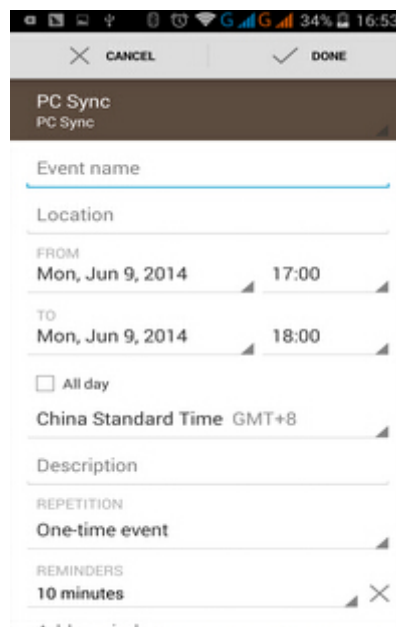 G G 34% 16:53
CANCEL DONE
PC Sync
PC Sync
Event name
Location
FROM
Mon, Jun 9, 2014 17:00
TO
Mon, Jun 9, 2014 18:00
All day
China Standard Time GMT+8
Description
REPETITION
One-time event
REMINDERS
10 minutes